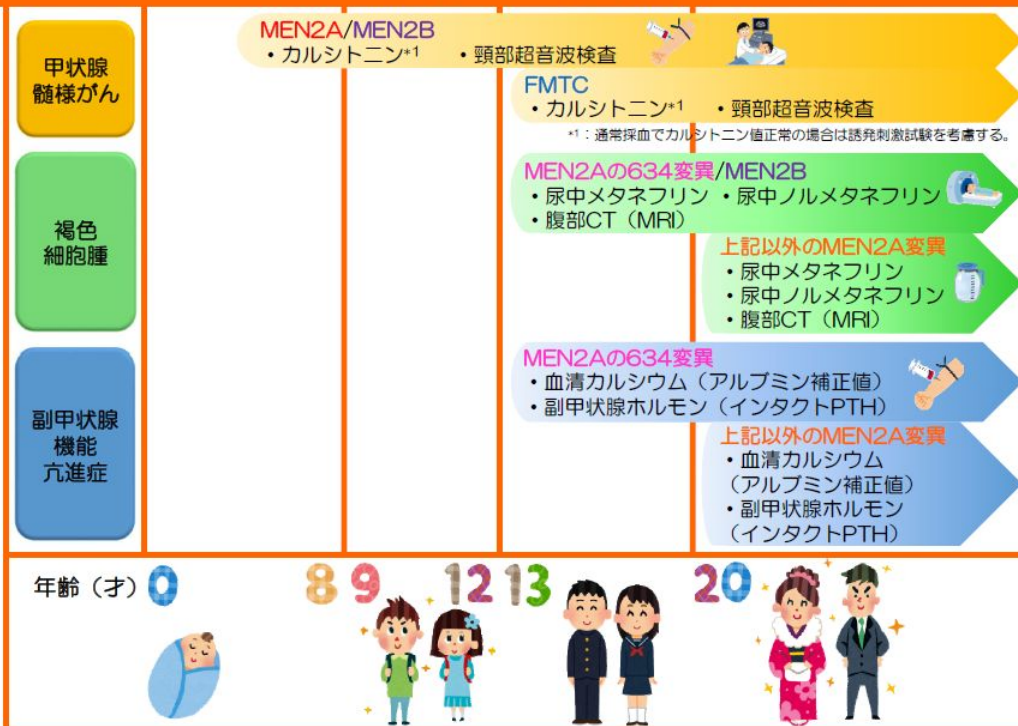 甲状腺
髄様がん
MEN2A/MEN2B
・カルシトニン*1 ・頸部超音波検査
FMTC
・カルシトニン*1 ・頸部超音波検査
*1：通常採血でカルシトニン値正常の場合は誘発刺激試験を考慮する。
褐色
細胞腫
MEN2Aの634変異/MEN2B
・尿中メタネフリン ・尿中ノルメタネフリン
・腹部CT（MRI）
上記以外のMEN2A変異
・尿中メタネフリン
・尿中ノルメタネフリン
・腹部CT（MRI）
副甲状腺
機能
亢進症
MEN2Aの634変異
・血清カルシウム（アルブミン補正値）
・副甲状腺ホルモン（インタクトPTH）
上記以外のMEN2A変異
・血清カルシウム
（アルブミン補正値）
・副甲状腺ホルモン
（インタクトPTH）
年齢（才） 0 8 9 12 13 20